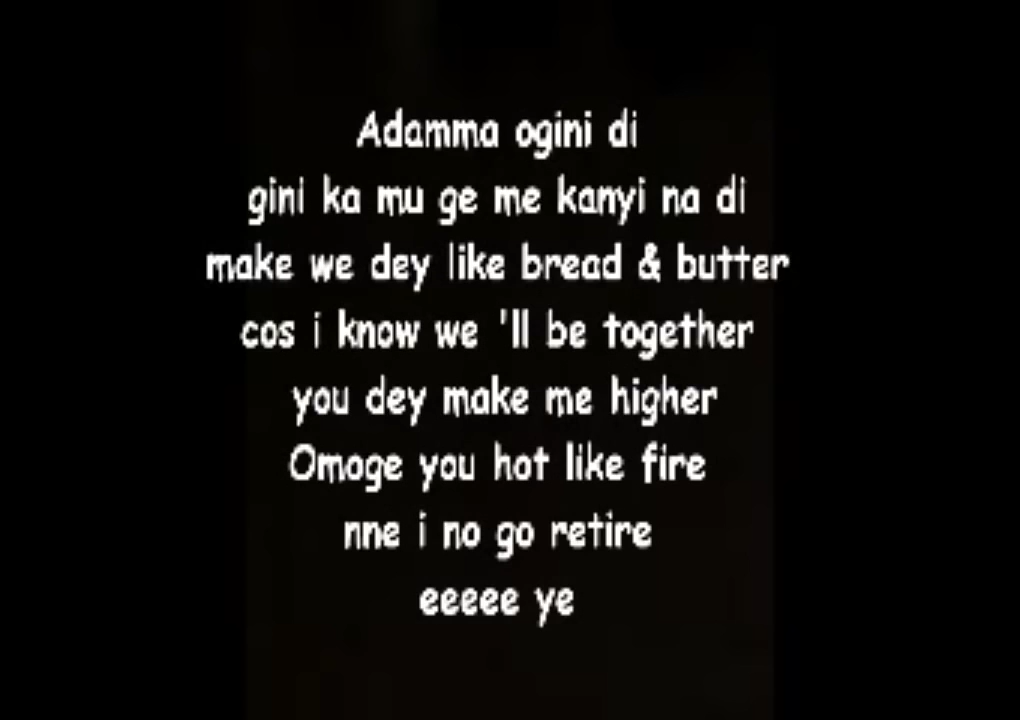 Adamma ogini di
gini ka mu ge me kanyi na di
make we dey like bread & butter
cos i know we 'll be together
you dey make me higher
Omoge you hot like fire
nne i no go retire
eeeee ye